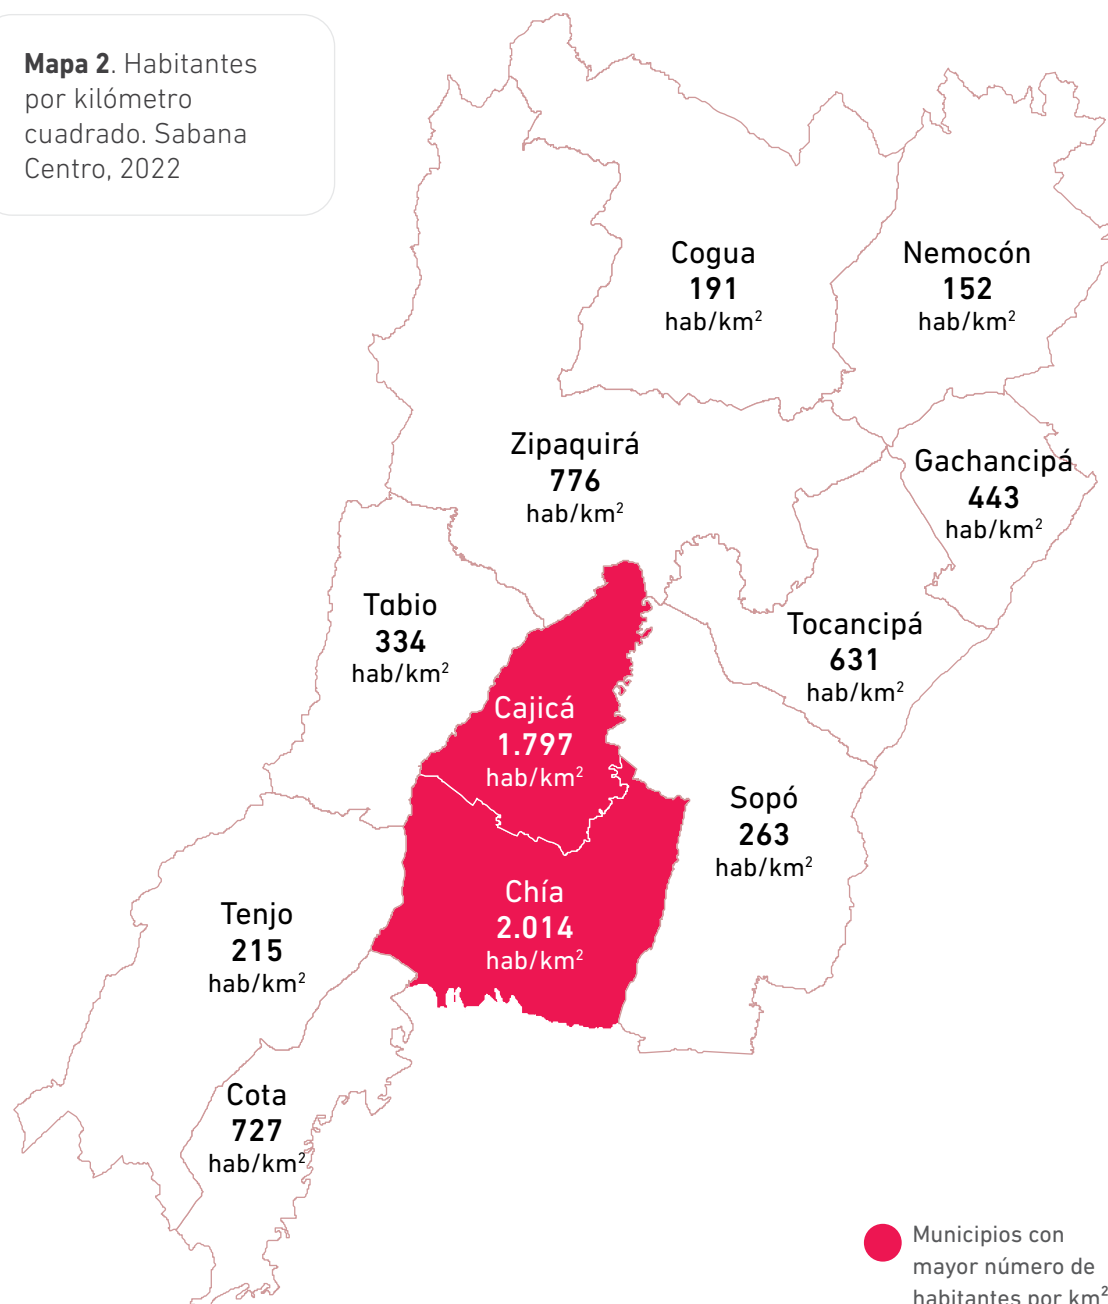 Mapa 2. Habitantes
por kilómetro
cuadrado. Sabana
Centro, 2022
Cogua
191
hab/km²
Nemocón
152
hab/km²
Zipaquirá
776
hab/km²
Gachancipá
443
hab/km²
Tabio
334
hab/km²
Tocancipá
631
hab/km²
Cajicá
1.797
hab/km²
Sopó
263
hab/km²
Chía
2.014
hab/km²
Tenjo
215
hab/km²
Cota
727
hab/km²
Municipios con
mayor número de
habitantes por km²